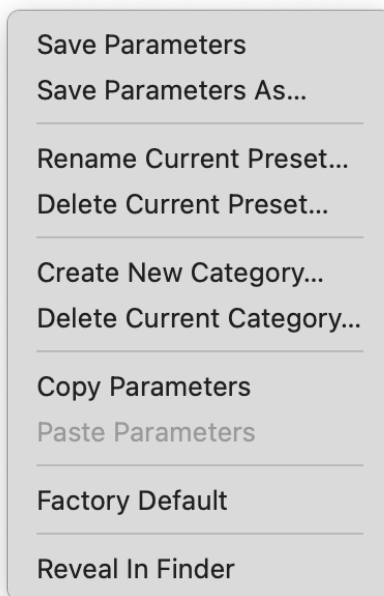 Save Parameters
Save Parameters As...
Rename Current Preset...
Delete Current Preset...
Create New Category...
Delete Current Category...
Copy Parameters
Paste Parameters
Factory Default
Reveal In Finder